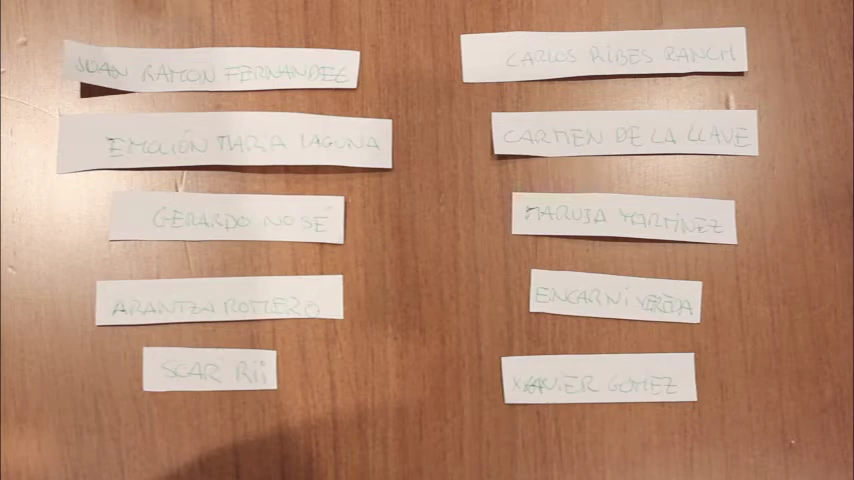 JUAN RAMON FERNANDEZ
EMOCIÓN MARIA LAGUNA
GERARDO NO SÉ
ARANTZA ROMERO
SCAR Rii
CARLOS RIBES RANCH
CARMEN DE LA LLAVE
MARUJA MARTÍNEZ
ENCARNI VEREDA
XAVIER GOMEZ